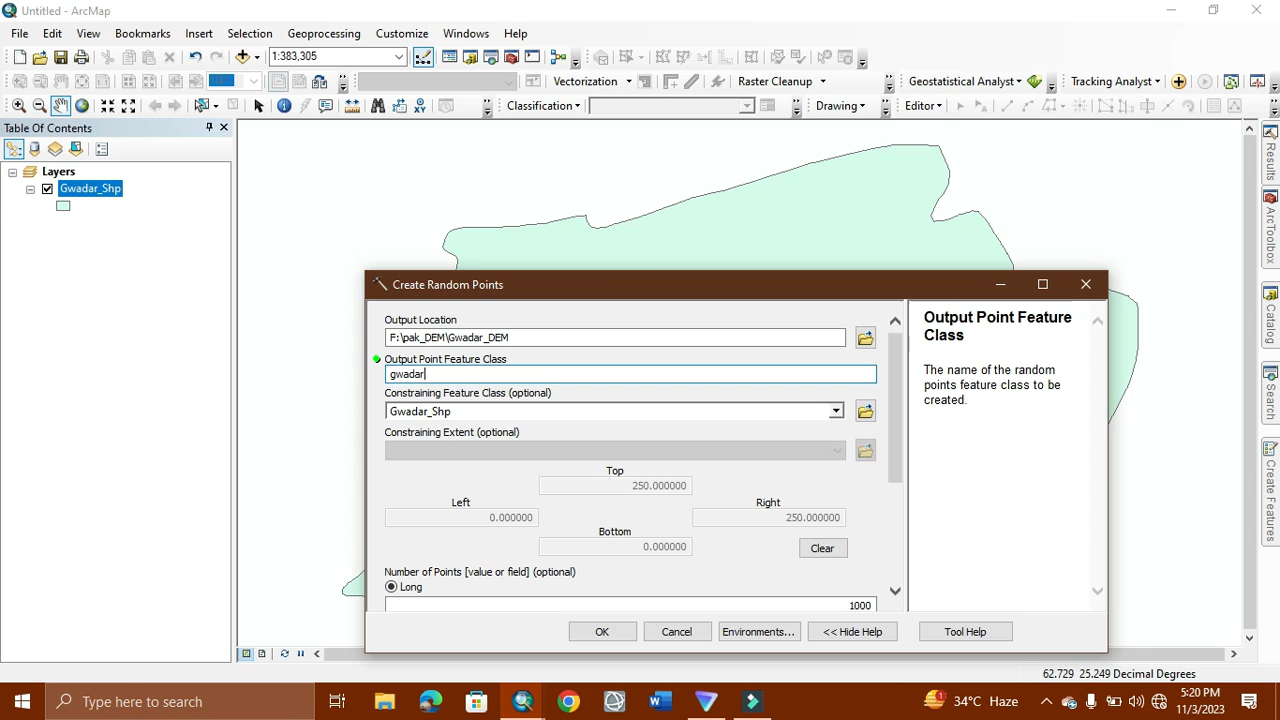 Untitled - ArcMap
File Edit View Bookmarks Insert Selection Geoprocessing Customize Windows Help
1:383,305
Vectorization Raster Cleanup Geostatistical Analyst Tracking Analyst
Classification Drawing Editor
Table Of Contents
Layers
Gwadar_Shp
Create Random Points
Output Location
F:\pak_DEM\Gwadar_DEM
Output Point Feature Class
gwadar
Constraining Feature Class (optional)
Gwadar_Shp
Constraining Extent (optional)
Top
250.000000
Left Right
0.000000 250.000000
Bottom
0.000000
Clear
Number of Points [value or field] (optional)
Long
1000
OK Cancel Environments... << Hide Help Tool Help
Output Point Feature
Class
The name of the random
points feature class to be
created.
Results
ArcToolbox
Catalog
Search
Create Features
62.729 25.249 Decimal Degrees
Type here to search
34°C Haze
5:20 PM
11/3/2023